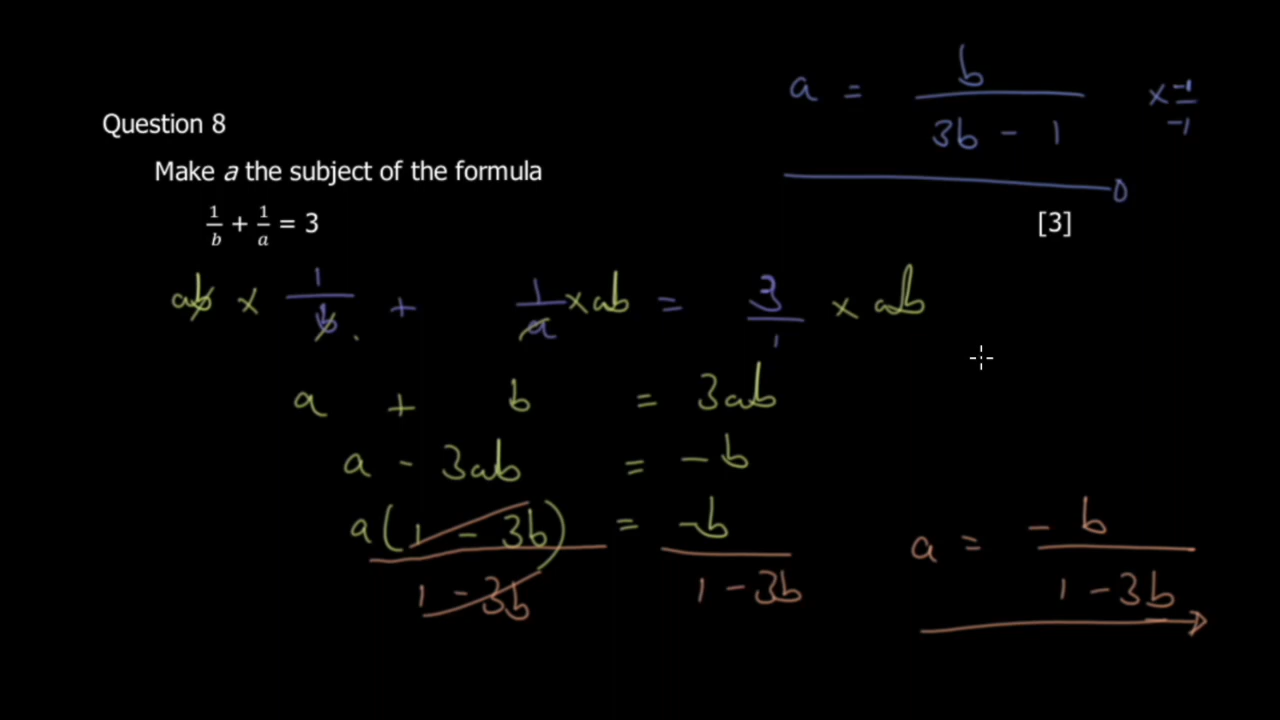 a = b / (3b - 1) × -1 / -1
Question 8
Make a the subject of the formula
1/b + 1/a = 3
[3]
ab × 1/b + 1/a × ab = 3/1 × ab
a + b = 3ab
a - 3ab = -b
a(1 - 3b) / (1 - 3b) = -b / (1 - 3b)
a = -b / (1 - 3b)